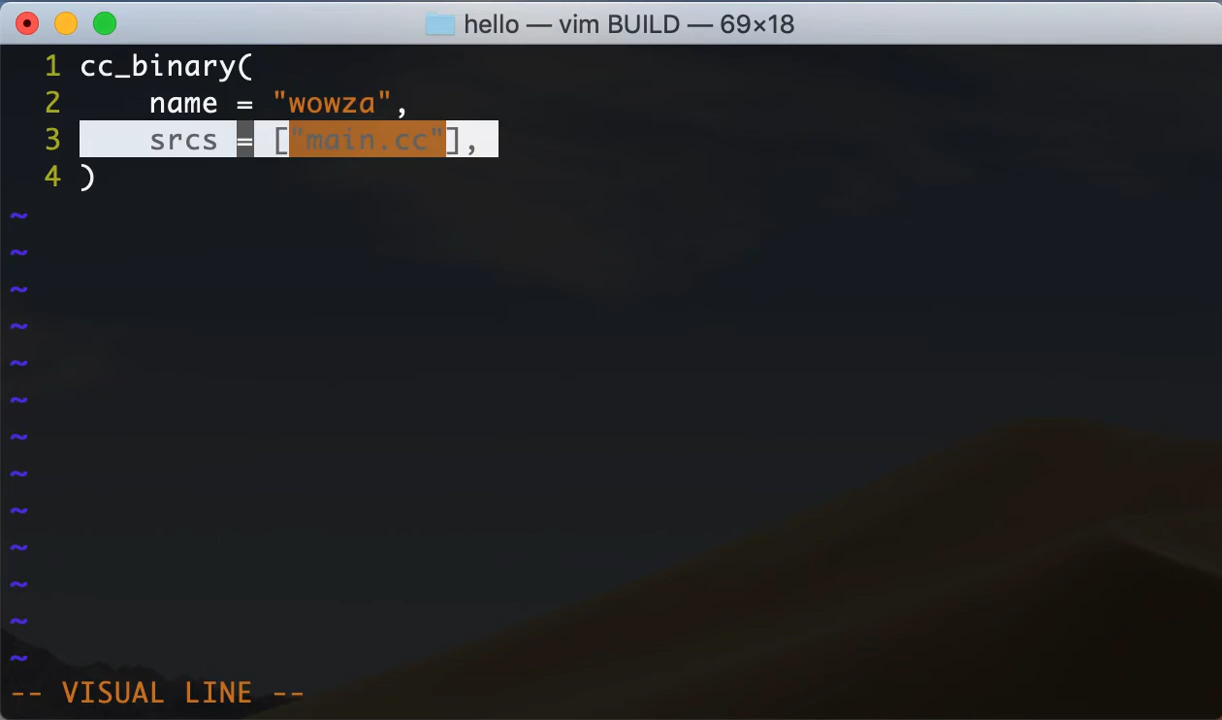 hello — vim BUILD — 69×18
1 cc_binary(
2     name = "wowza",
3     srcs = ["main.cc"],
4 )
~
~
~
~
~
~
~
~
~
~
~
~
~
-- VISUAL LINE --